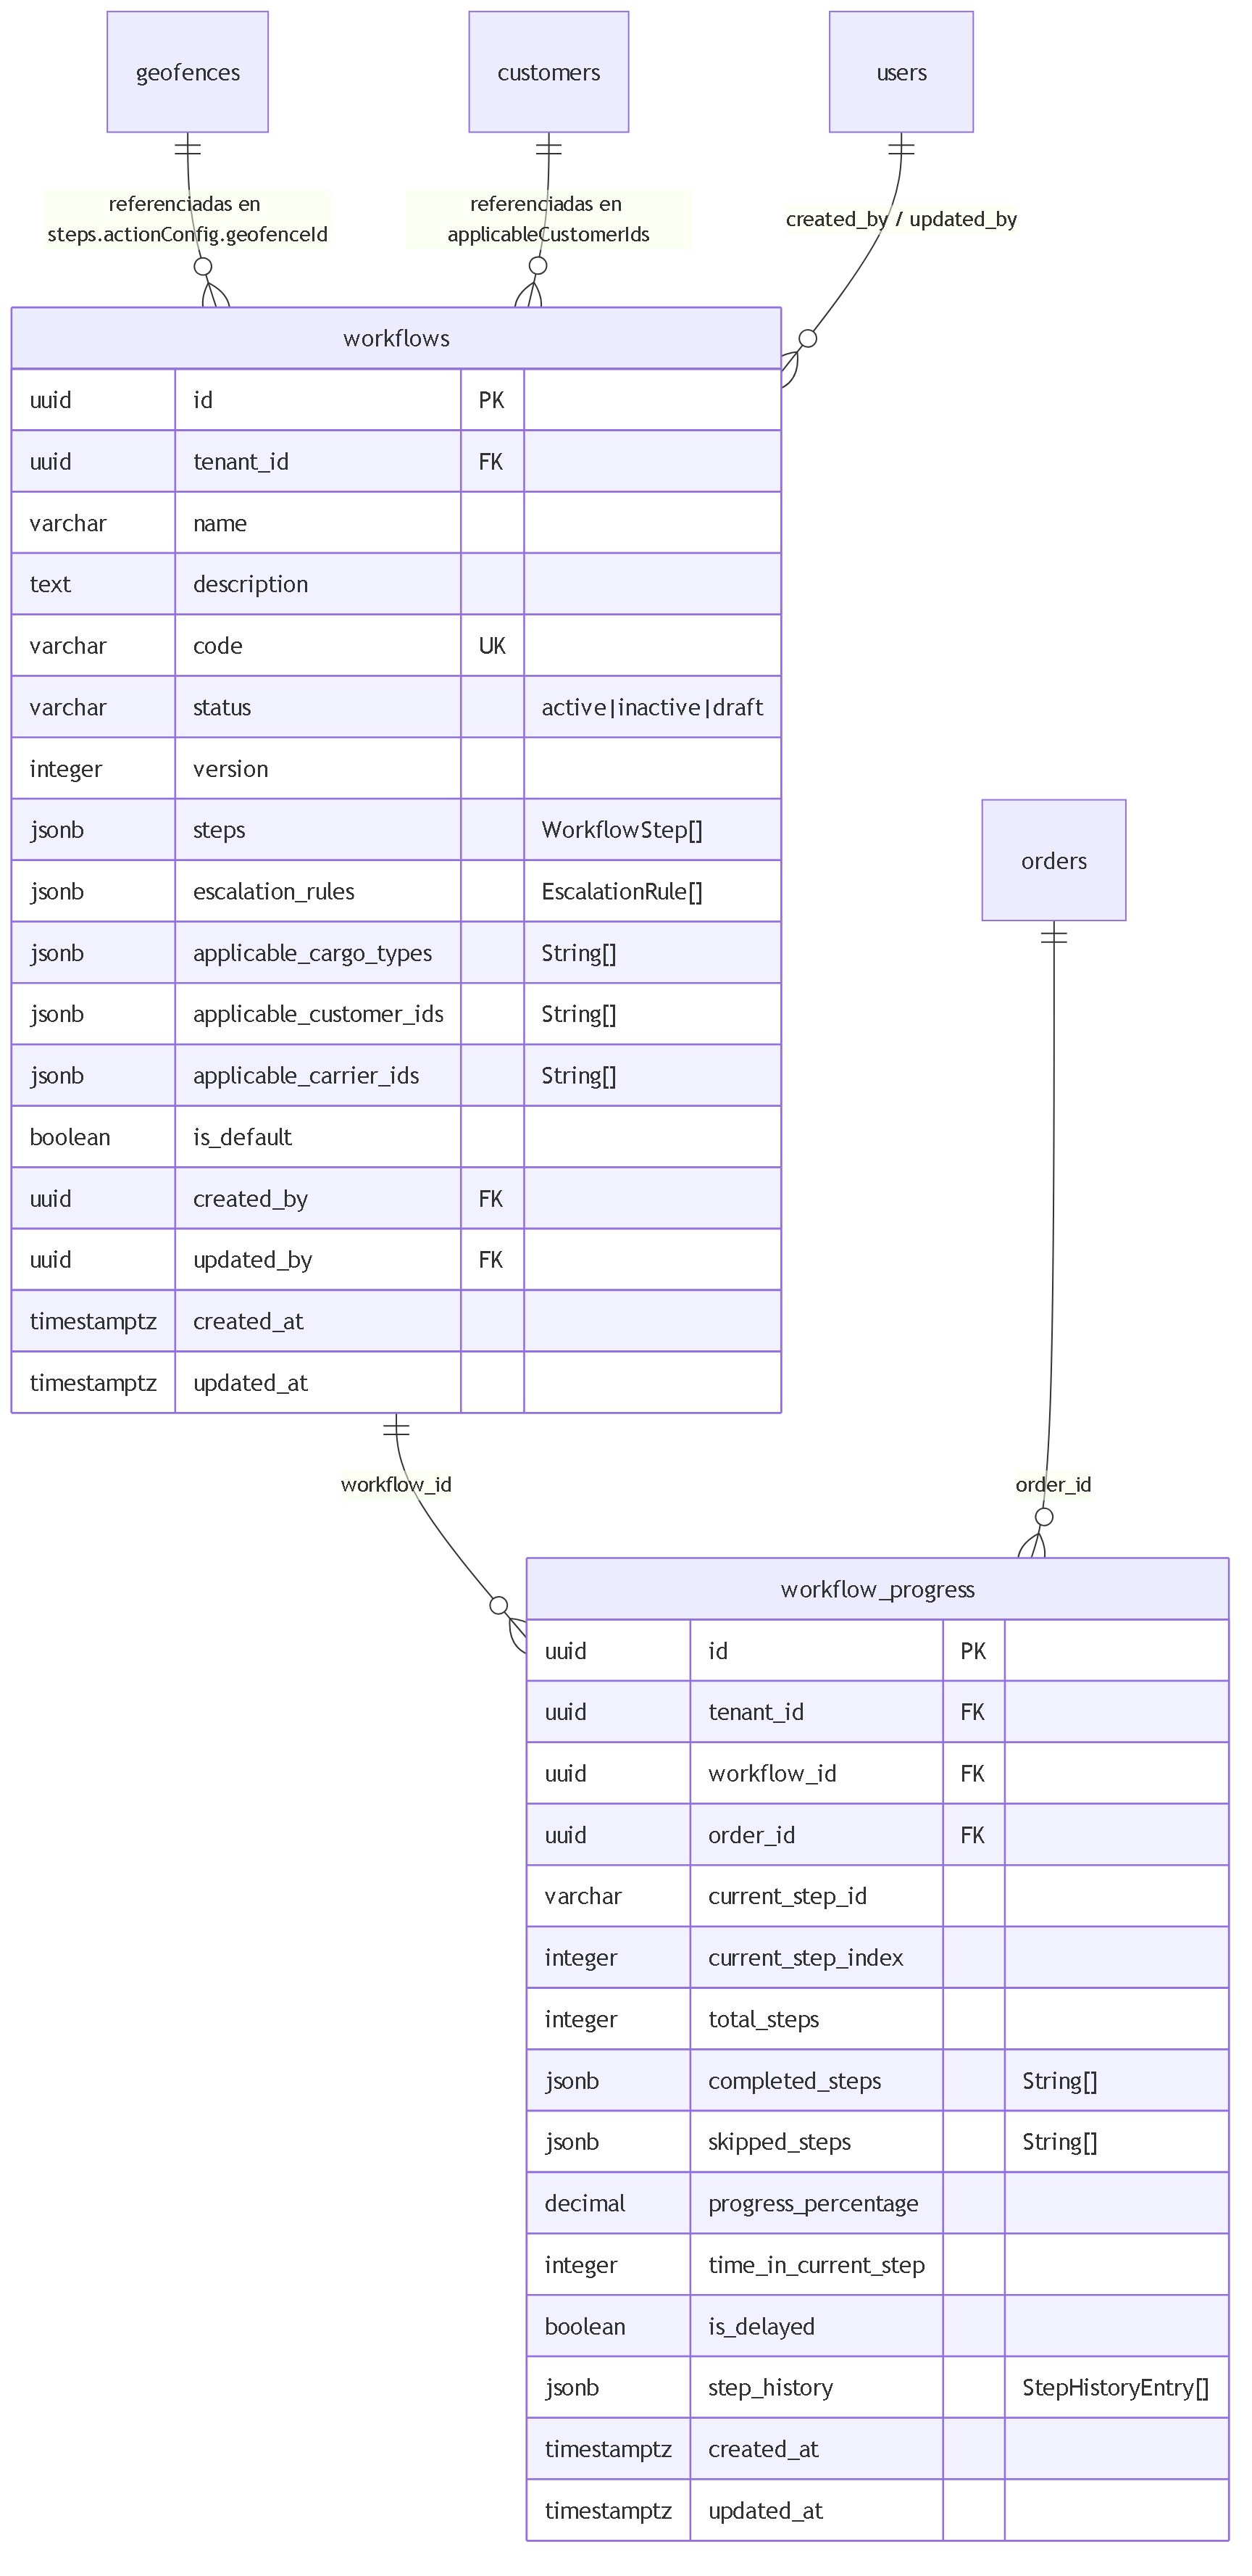 geofences
customers
users
referenciadas en
steps.actionConfig.geofenceId
referenciadas en
applicableCustomerIds
created_by / updated_by
workflows
uuid id PK
uuid tenant_id FK
varchar name
text description
varchar code UK
varchar status active|inactive|draft
integer version
jsonb steps WorkflowStep[]
jsonb escalation_rules EscalationRule[]
jsonb applicable_cargo_types String[]
jsonb applicable_customer_ids String[]
jsonb applicable_carrier_ids String[]
boolean is_default
uuid created_by FK
uuid updated_by FK
timestamptz created_at
timestamptz updated_at
orders
workflow_id
order_id
workflow_progress
uuid id PK
uuid tenant_id FK
uuid workflow_id FK
uuid order_id FK
varchar current_step_id
integer current_step_index
integer total_steps
jsonb completed_steps String[]
jsonb skipped_steps String[]
decimal progress_percentage
integer time_in_current_step
boolean is_delayed
jsonb step_history StepHistoryEntry[]
timestamptz created_at
timestamptz updated_at